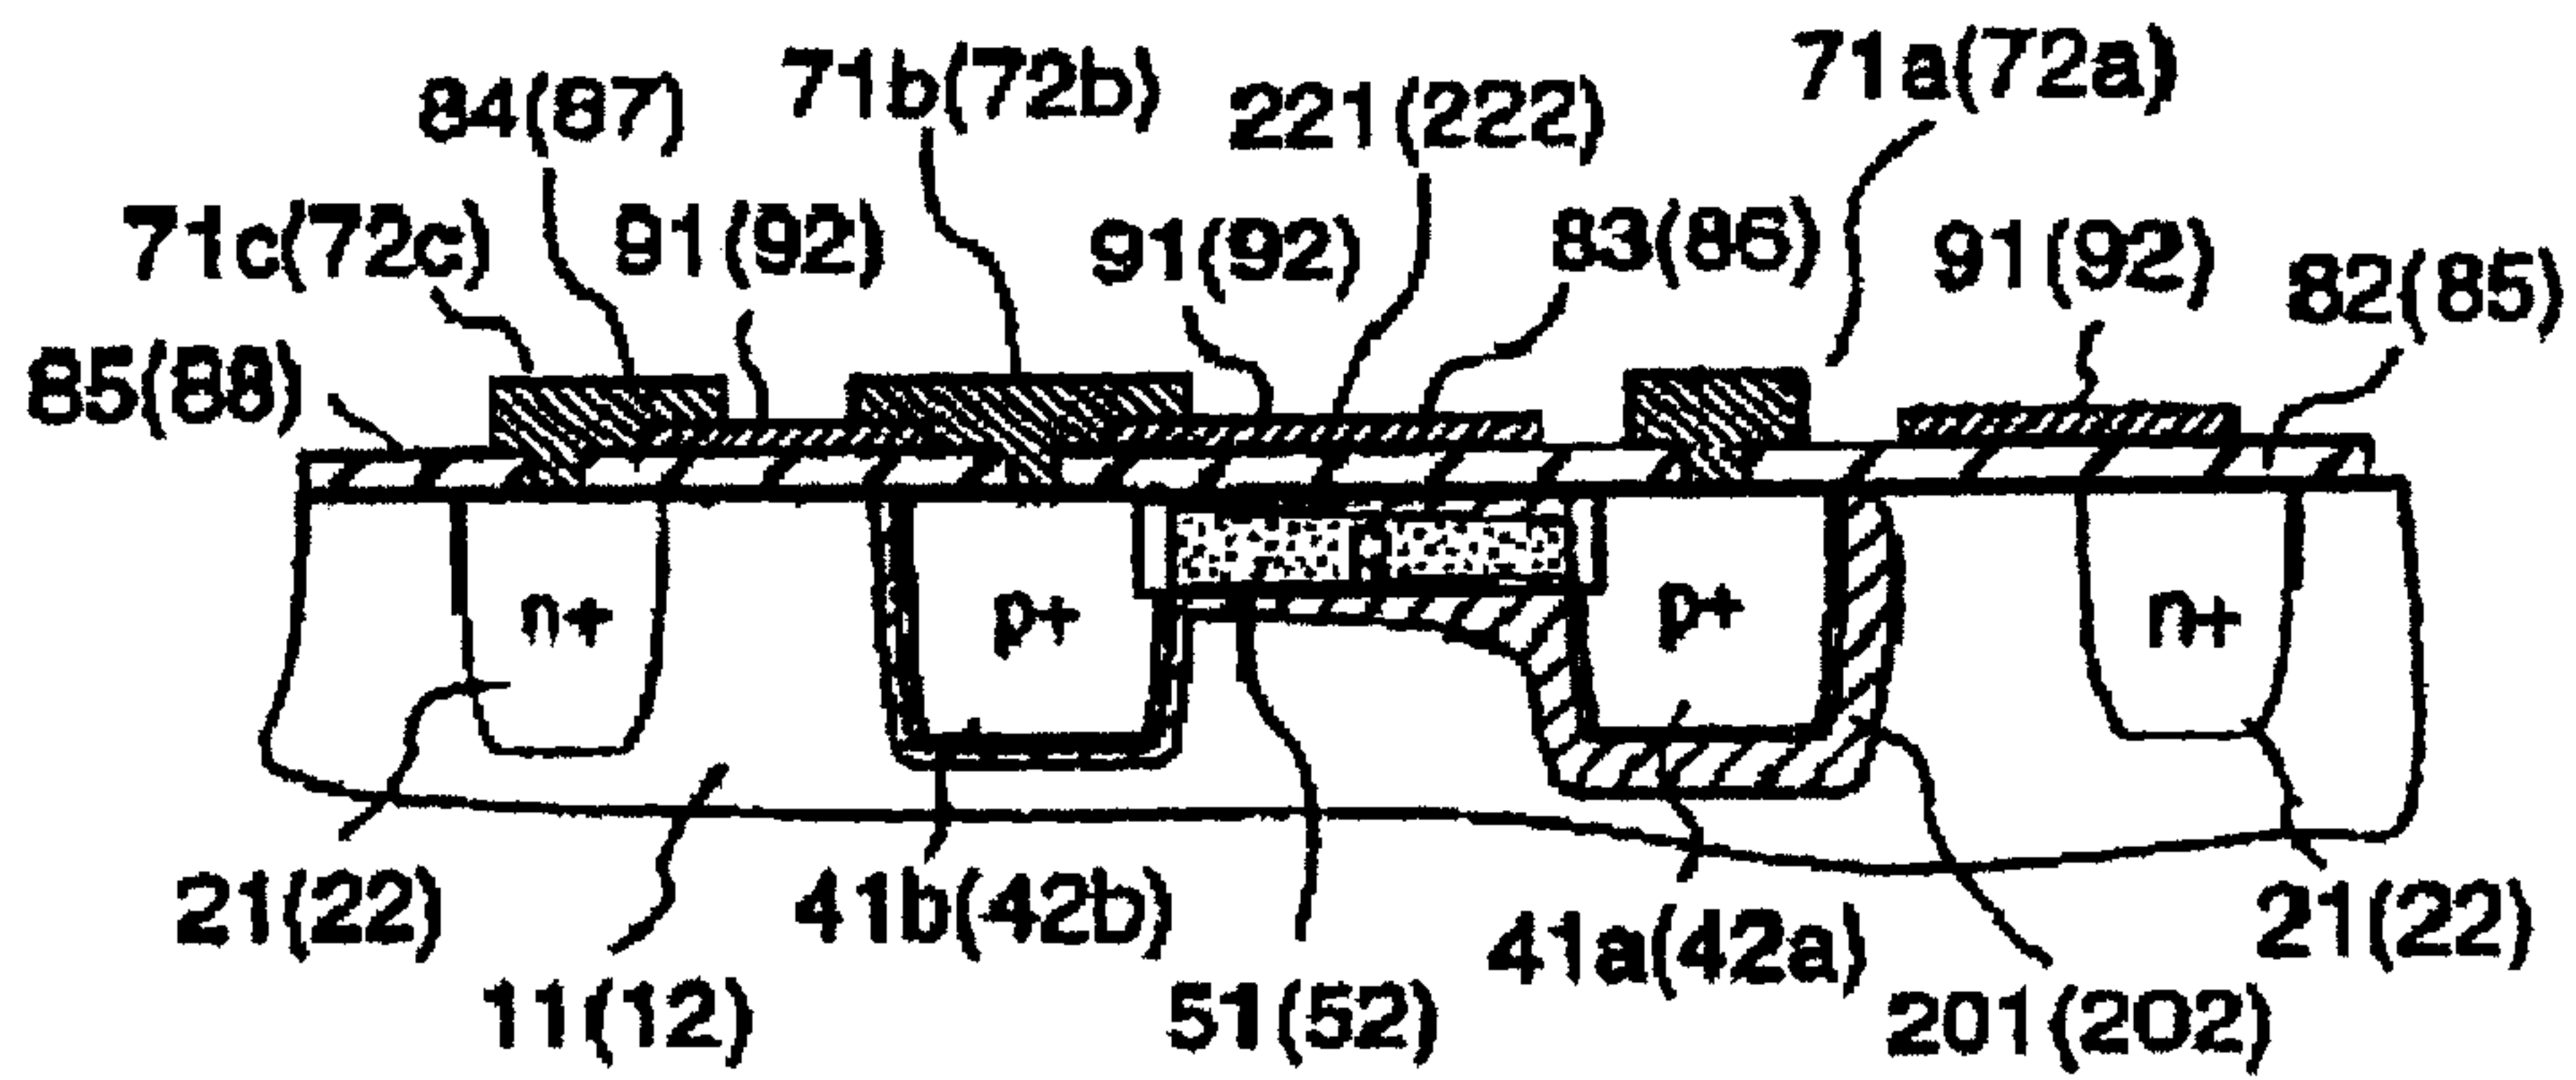 71a(72a)
71b(72b)
84(87)
221(222)
71c(72c)
91(92)
91(92)
83(86)
91(92)
82(85)
85(88)
n+
p+
p+
n+
21(22)
41b(42b)
41a(42a)
21(22)
11(12)
51(52)
201(202)